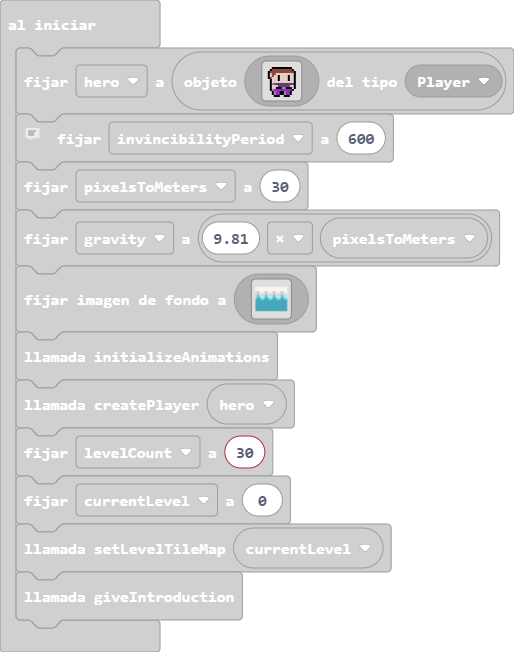 al iniciar
fijar hero a objeto del tipo Player
fijar invincibilityPeriod a 600
fijar pixelsToMeters a 30
fijar gravity a 9.81 × pixelsToMeters
fijar imagen de fondo a
llamada initializeAnimations
llamada createPlayer hero
fijar levelCount a 30
fijar currentLevel a 0
llamada setLevelTileMap currentLevel
llamada giveIntroduction